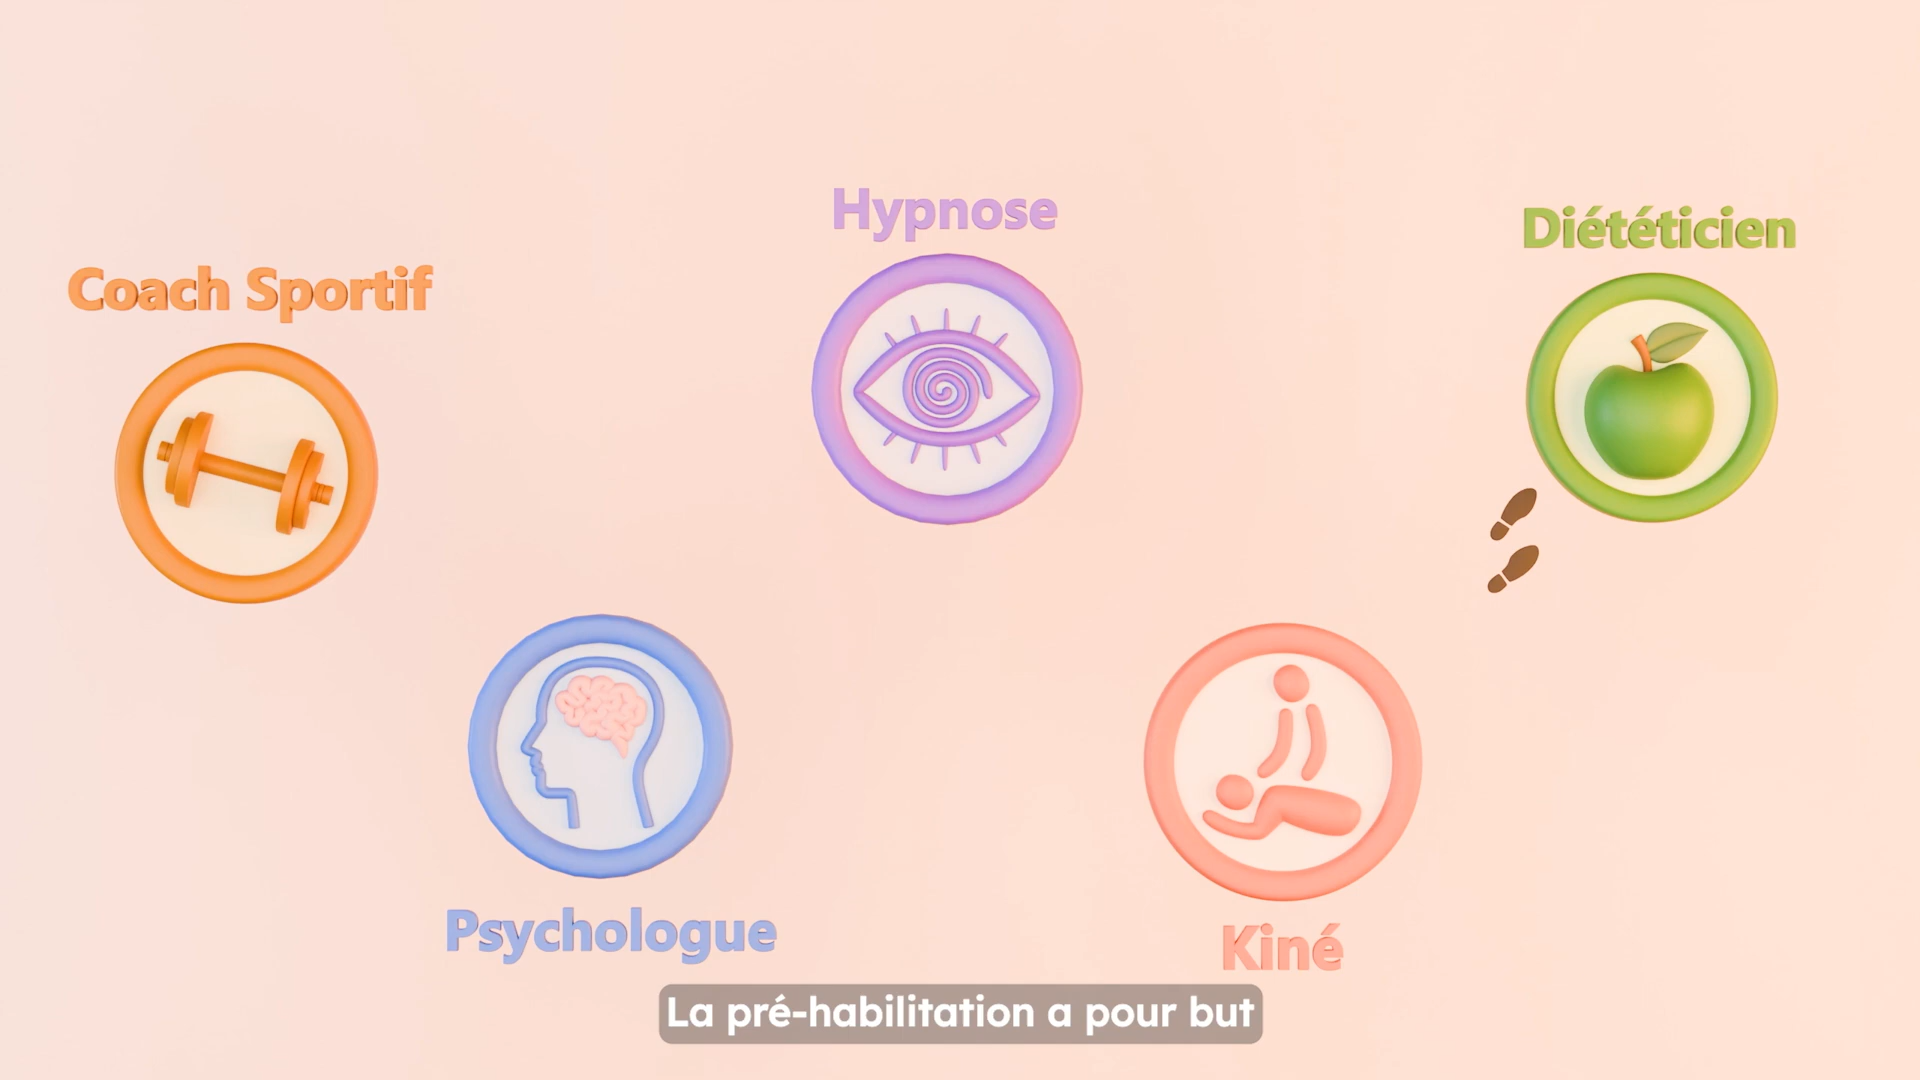 Hypnose
Diététicien
Coach Sportif
Psychologue
Kiné
La pré-habilitation a pour but